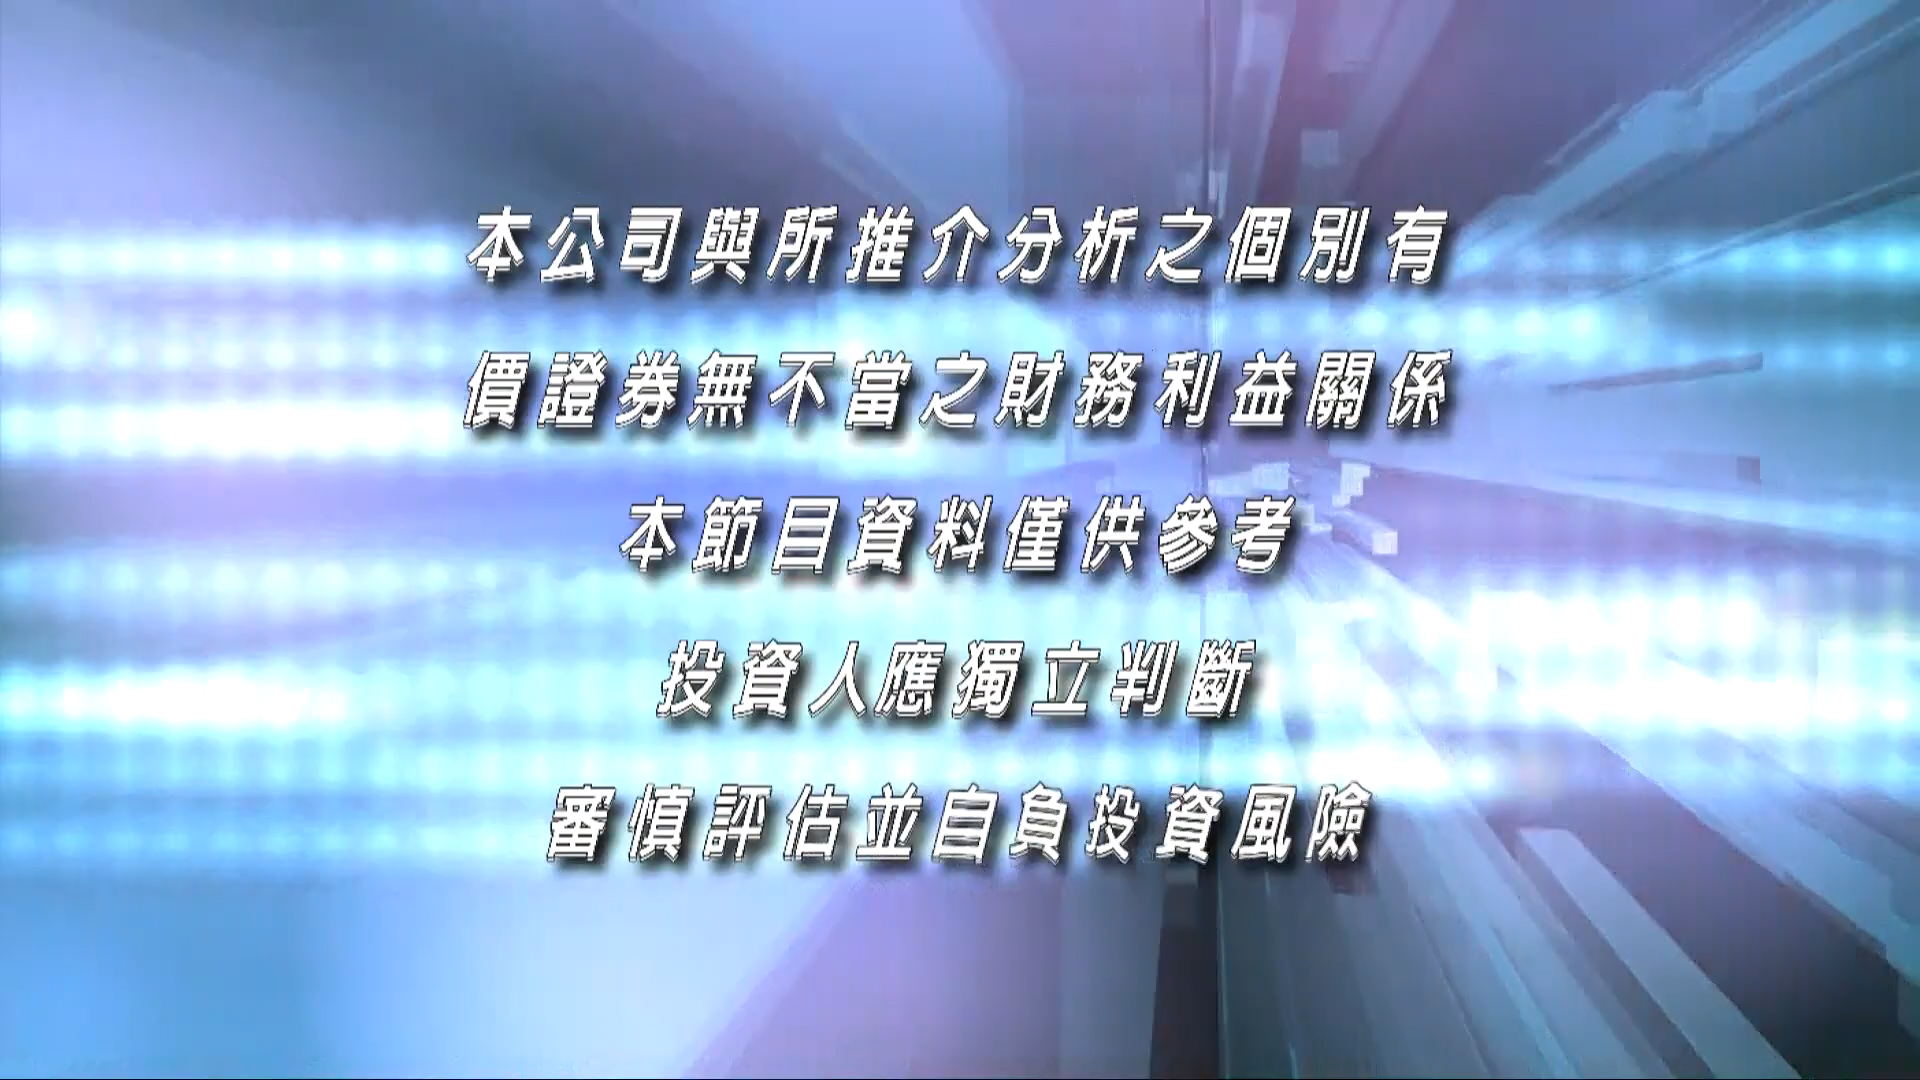 本公司與所推介分析之個別有
價證券無不當之財務利益關係
本節目資料僅供參考
投資人應獨立判斷
審慎評估並自負投資風險